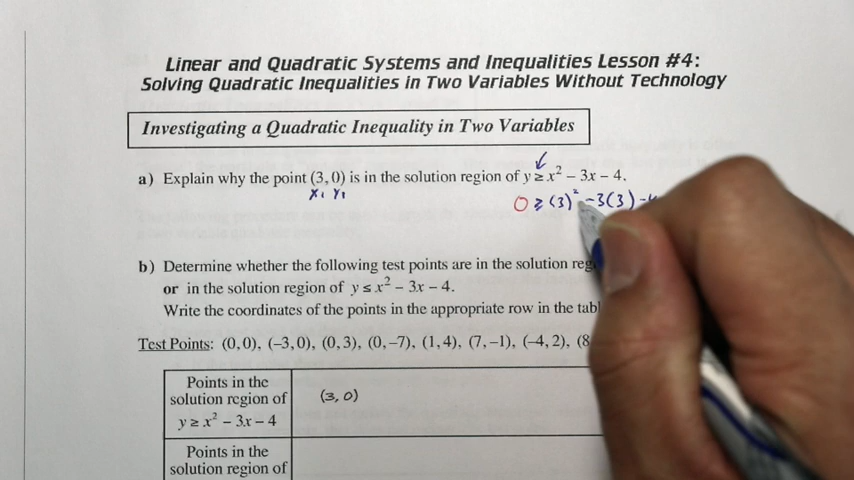 Linear and Quadratic Systems and Inequalities Lesson #4:
Solving Quadratic Inequalities in Two Variables Without Technology
Investigating a Quadratic Inequality in Two Variables
a) Explain why the point (3, 0) is in the solution region of y ≥ x² − 3x − 4.
x, y,
0 ≥ (3)² −3(3) −4
b) Determine whether the following test points are in the solution
or in the solution region of y ≤ x² − 3x − 4.
Write the coordinates of the points in the appropriate row in the
Test Points: (0,0), (−3,0), (0,3), (0,−7), (1,4), (7,−1), (−4,2), (8
Points in the
solution region of
y ≥ x² − 3x − 4
(3, 0)
Points in the
solution region of